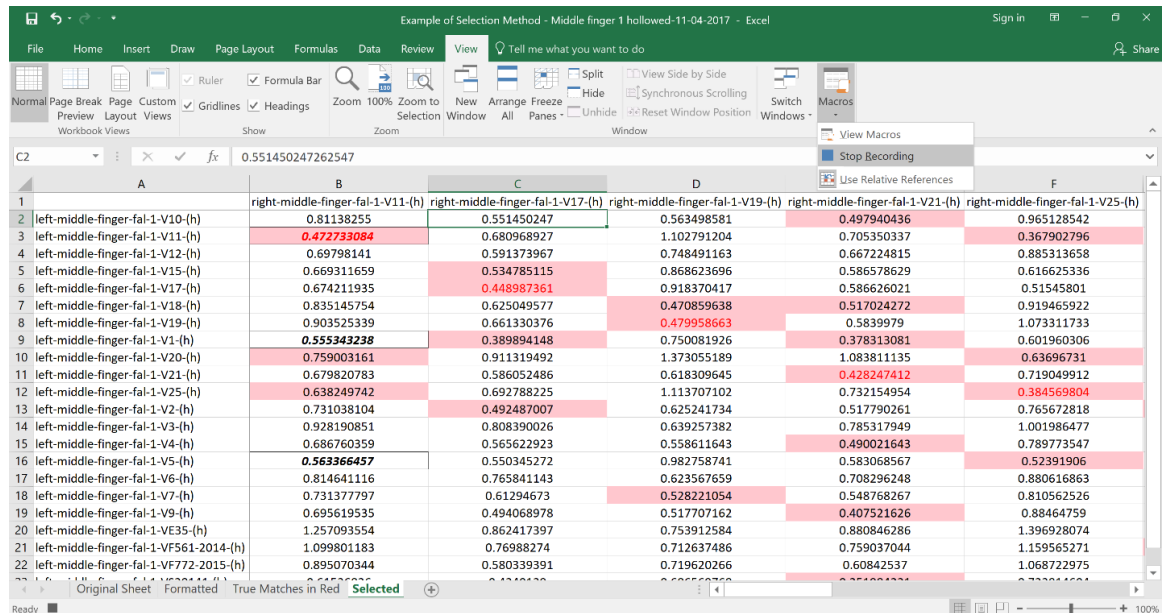 Example of Selection Method - Middle finger 1 hollowed-11-04-2017 - Excel Sign in
File Home Insert Draw Page Layout Formulas Data Review View Tell me what you want to do Share
Normal Page Break Preview Page Layout Custom Views Ruler Gridlines Formula Bar Headings Zoom 100% Zoom to Selection New Window Arrange All Freeze Panes Split Hide Unhide View Side by Side Synchronous Scrolling Reset Window Position Switch Windows Macros
Workbook Views Show Zoom Window
View Macros
Stop Recording
Use Relative References
C2 fx 0.551450247262547
A B C D F
1 right-middle-finger-fal-1-V11-(h) right-middle-finger-fal-1-V17-(h) right-middle-finger-fal-1-V19-(h) right-middle-finger-fal-1-V21-(h) right-middle-finger-fal-1-V25-(h)
2 left-middle-finger-fal-1-V10-(h) 0.81138255 0.551450247 0.563498581 0.497940436 0.965128542
3 left-middle-finger-fal-1-V11-(h) 0.472733084 0.680968927 1.102791204 0.705350337 0.367902796
4 left-middle-finger-fal-1-V12-(h) 0.69798141 0.591373967 0.748491163 0.667224815 0.885313658
5 left-middle-finger-fal-1-V15-(h) 0.669311659 0.534785115 0.868623696 0.586578629 0.616625336
6 left-middle-finger-fal-1-V17-(h) 0.674211935 0.448987361 0.918370417 0.586626021 0.51545801
7 left-middle-finger-fal-1-V18-(h) 0.835145754 0.625049577 0.470859638 0.517024272 0.919465922
8 left-middle-finger-fal-1-V19-(h) 0.903525339 0.661330376 0.479958663 0.5839979 1.073311733
9 left-middle-finger-fal-1-V1-(h) 0.555343238 0.389894148 0.750081926 0.378313081 0.601960306
10 left-middle-finger-fal-1-V20-(h) 0.759003161 0.911319492 1.373055189 1.083811135 0.63696731
11 left-middle-finger-fal-1-V21-(h) 0.679820783 0.586052486 0.618309645 0.428247412 0.719049912
12 left-middle-finger-fal-1-V25-(h) 0.638249742 0.692788225 1.113707102 0.732154954 0.384569804
13 left-middle-finger-fal-1-V2-(h) 0.731038104 0.492487007 0.625241734 0.517790261 0.765672818
14 left-middle-finger-fal-1-V3-(h) 0.928190851 0.808390026 0.639257382 0.785317949 1.001986477
15 left-middle-finger-fal-1-V4-(h) 0.686760359 0.565622923 0.558611643 0.490021643 0.789773547
16 left-middle-finger-fal-1-V5-(h) 0.563366457 0.550345272 0.982758741 0.583068567 0.52391906
17 left-middle-finger-fal-1-V6-(h) 0.814641116 0.765841143 0.623567659 0.708296248 0.880616863
18 left-middle-finger-fal-1-V7-(h) 0.731377797 0.61294673 0.528221054 0.548768267 0.810562526
19 left-middle-finger-fal-1-V9-(h) 0.695619535 0.494068978 0.517707162 0.407521626 0.88464759
20 left-middle-finger-fal-1-VE35-(h) 1.257093554 0.862417397 0.753912584 0.880846286 1.396928074
21 left-middle-finger-fal-1-VF561-2014-(h) 1.099801183 0.76988274 0.712637486 0.759037044 1.159565271
22 left-middle-finger-fal-1-VF772-2015-(h) 0.895070344 0.580339391 0.719620266 0.60842537 1.068722975
Original Sheet Formatted True Matches in Red Selected
Ready 100%